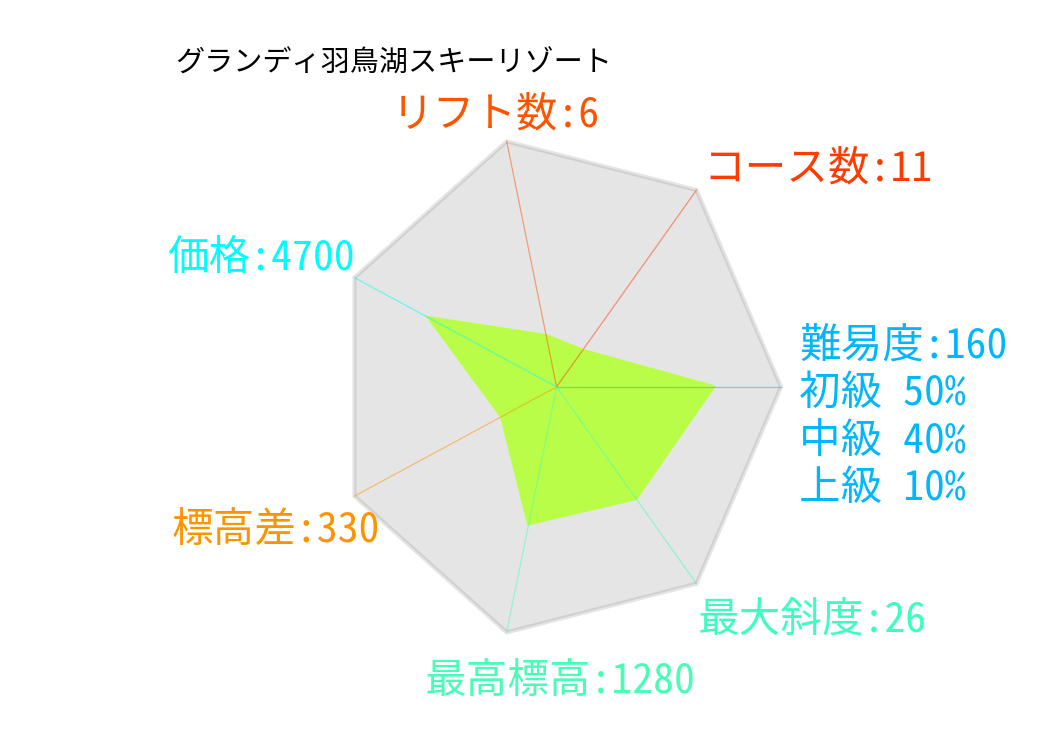 グランディ羽鳥湖スキーリゾート
リフト数:6
コース数:11
価格:4700
難易度:160
初級 50%
中級 40%
上級 10%
標高差:330
最大斜度:26
最高標高:1280